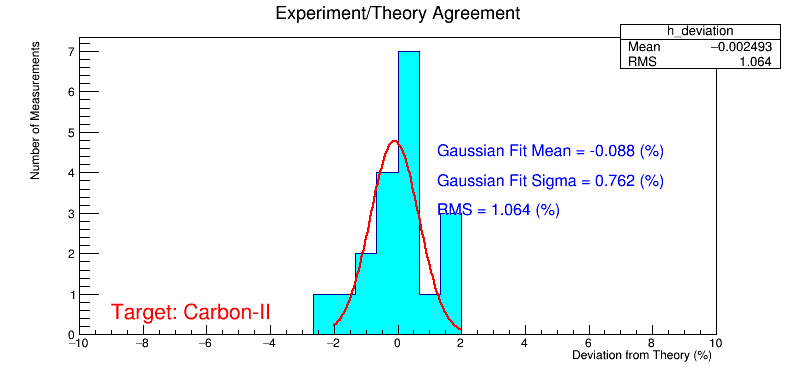 Experiment/Theory Agreement
h_deviation
Mean −0.002493
RMS 1.064
Number of Measurements
7
6
5
4
3
2
1
0
Gaussian Fit Mean = -0.088 (%)
Gaussian Fit Sigma = 0.762 (%)
RMS = 1.064 (%)
Target: Carbon-II
−10 −8 −6 −4 −2 0 2 4 6 8 10
Deviation from Theory (%)